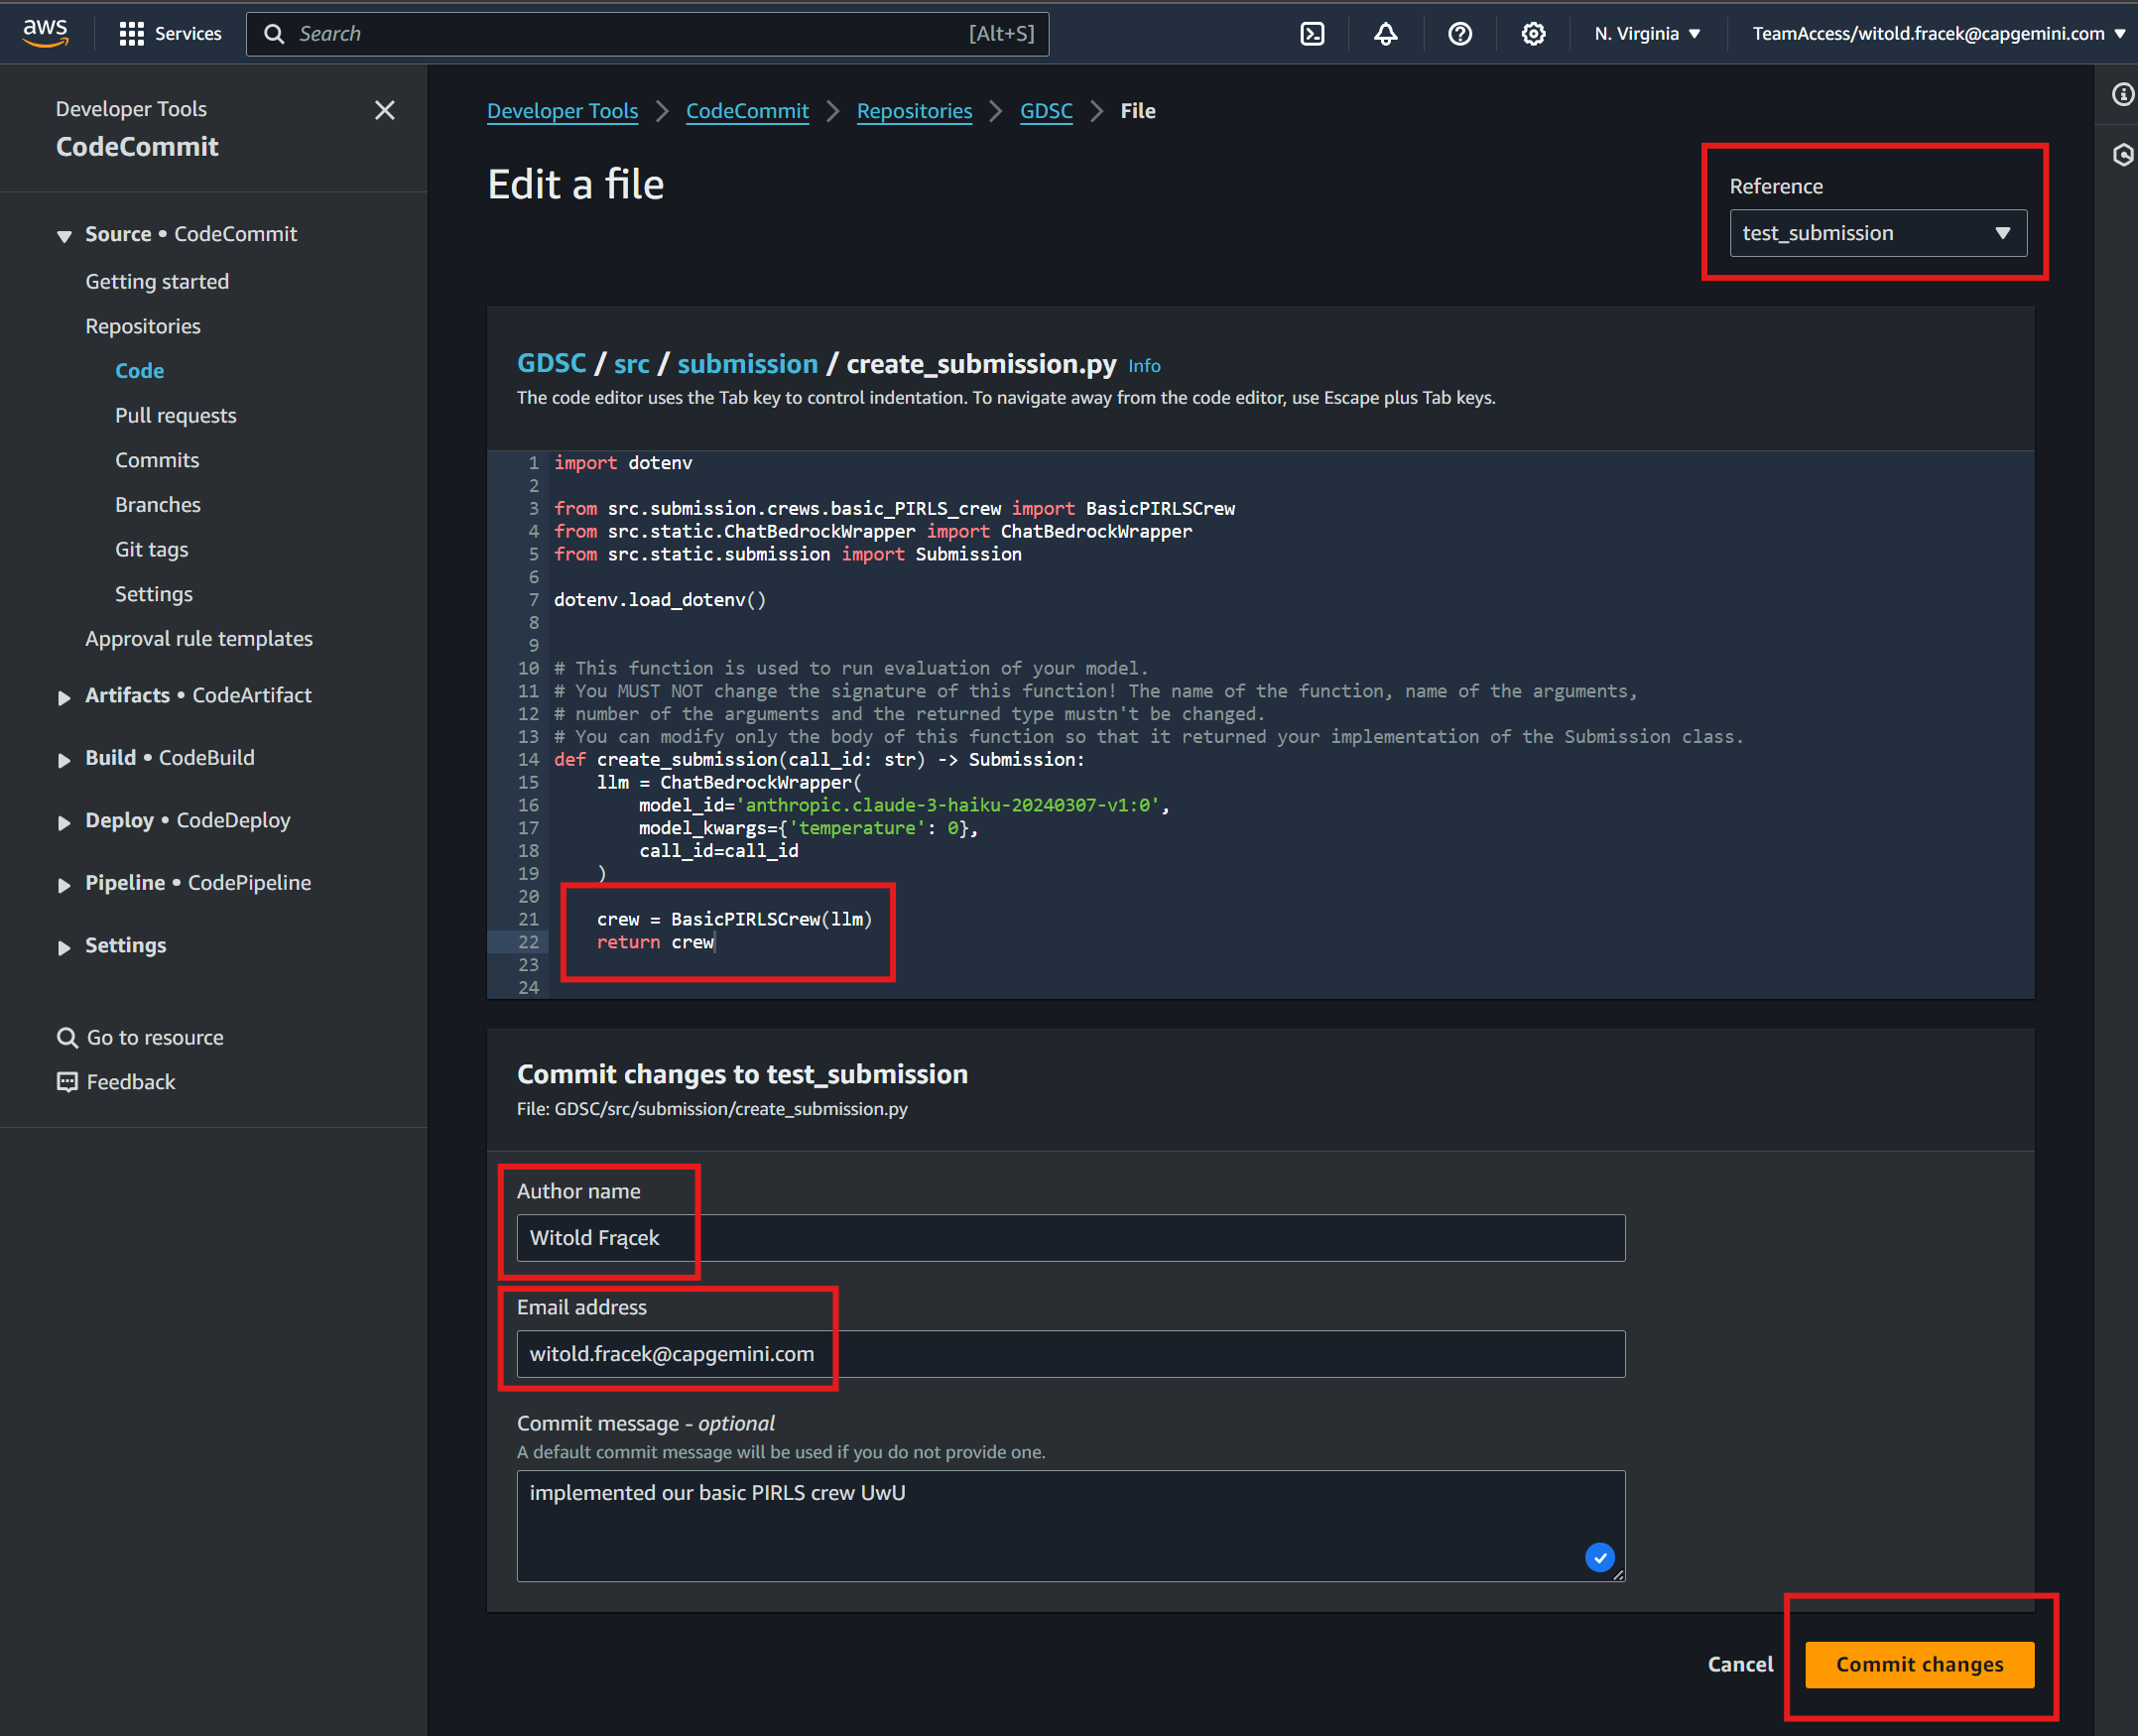 aws
Services
Search
[Alt+S]
N. Virginia
TeamAccess/witold.fracek@capgemini.com
Developer Tools
CodeCommit
Source • CodeCommit
Getting started
Repositories
Code
Pull requests
Commits
Branches
Git tags
Settings
Approval rule templates
Artifacts • CodeArtifact
Build • CodeBuild
Deploy • CodeDeploy
Pipeline • CodePipeline
Settings
Go to resource
Feedback
Developer Tools > CodeCommit > Repositories > GDSC > File
Edit a file
Reference
test_submission
GDSC / src / submission / create_submission.py Info
The code editor uses the Tab key to control indentation. To navigate away from the code editor, use Escape plus Tab keys.
1 import dotenv
2
3 from src.submission.crews.basic_PIRLS_crew import BasicPIRLSCrew
4 from src.static.ChatBedrockWrapper import ChatBedrockWrapper
5 from src.static.submission import Submission
6
7 dotenv.load_dotenv()
8
9
10 # This function is used to run evaluation of your model.
11 # You MUST NOT change the signature of this function! The name of the function, name of the arguments,
12 # number of the arguments and the returned type mustn't be changed.
13 # You can modify only the body of this function so that it returned your implementation of the Submission class.
14 def create_submission(call_id: str) -> Submission:
15     llm = ChatBedrockWrapper(
16         model_id='anthropic.claude-3-haiku-20240307-v1:0',
17         model_kwargs={'temperature': 0},
18         call_id=call_id
19     )
20
21     crew = BasicPIRLSCrew(llm)
22     return crew
23
24
Commit changes to test_submission
File: GDSC/src/submission/create_submission.py
Author name
Witold Frącek
Email address
witold.fracek@capgemini.com
Commit message - optional
A default commit message will be used if you do not provide one.
implemented our basic PIRLS crew UwU
Cancel
Commit changes